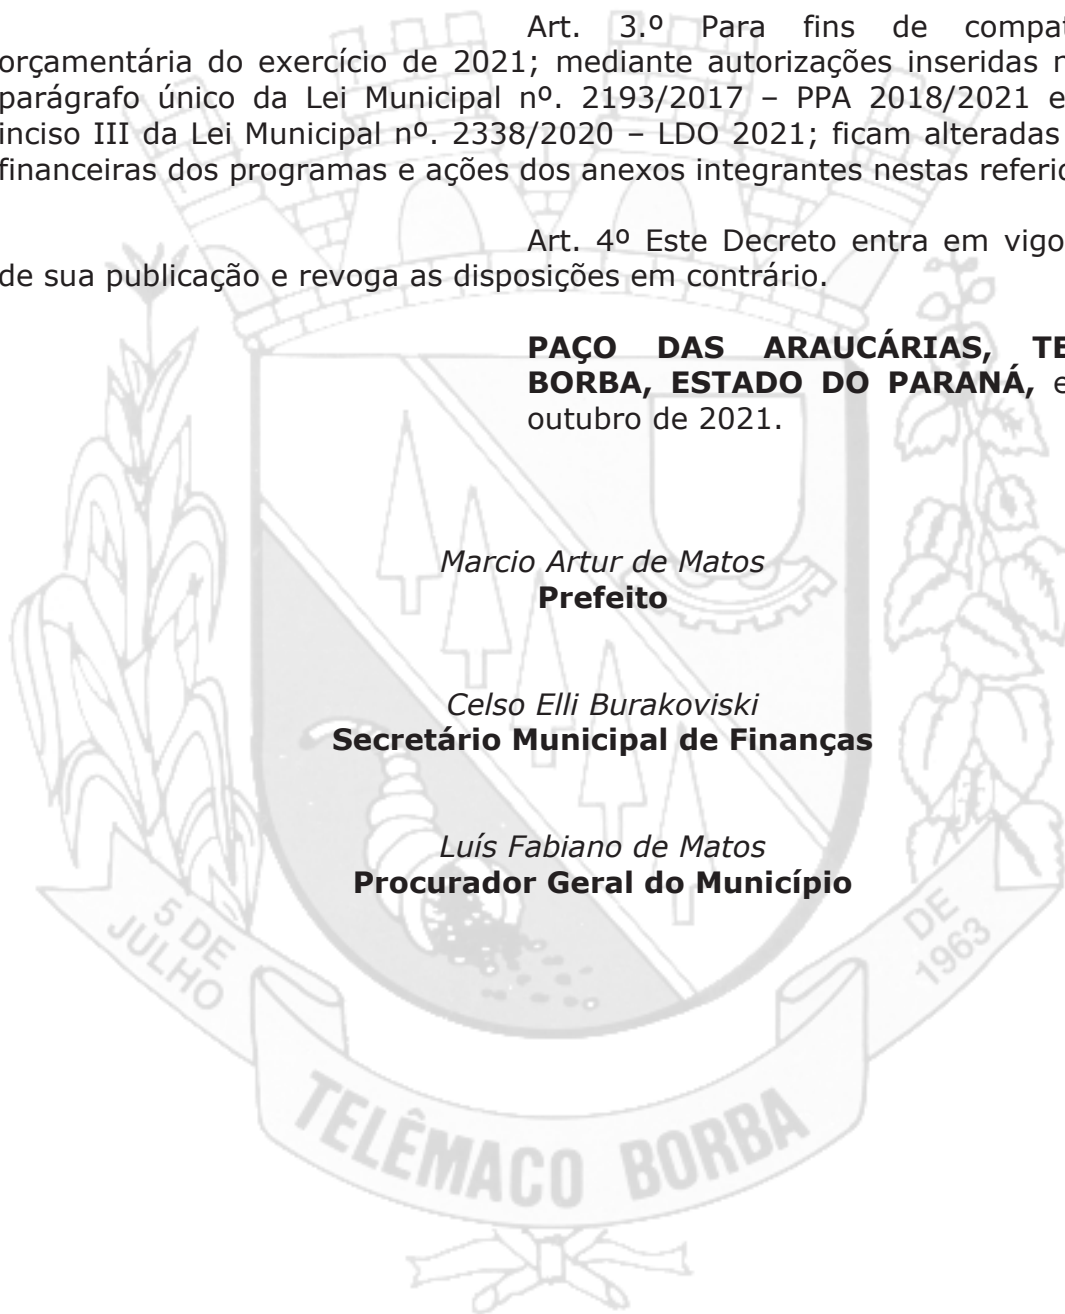 Art. 3.º Para fins de compat
orçamentária do exercício de 2021; mediante autorizações inseridas n
parágrafo único da Lei Municipal nº. 2193/2017 – PPA 2018/2021 e
inciso III da Lei Municipal nº. 2338/2020 – LDO 2021; ficam alteradas
financeiras dos programas e ações dos anexos integrantes nestas referid
Art. 4º Este Decreto entra em vigo
de sua publicação e revoga as disposições em contrário.
PAÇO DAS ARAUCÁRIAS, TE
BORBA, ESTADO DO PARANÁ, e
outubro de 2021.
Marcio Artur de Matos
Prefeito
Celso Elli Burakoviski
Secretário Municipal de Finanças
Luís Fabiano de Matos
Procurador Geral do Município
5 DE
JULHO
DE
1963
TELÊMACO BORBA